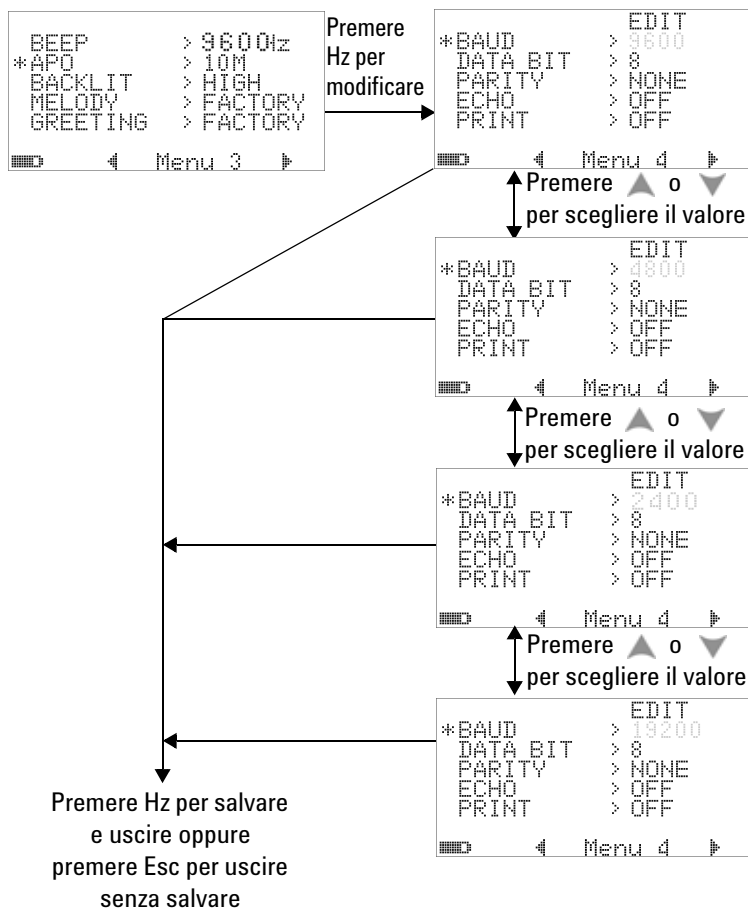 BEEP > 9600Hz
*APO > 10M
BACKLIT > HIGH
MELODY > FACTORY
GREETING > FACTORY
Menu 3
Premere
Hz per
modificare
EDIT
*BAUD > 9600
DATA BIT > 8
PARITY > NONE
ECHO > OFF
PRINT > OFF
Menu 4
Premere o
per scegliere il valore
EDIT
*BAUD > 4800
DATA BIT > 8
PARITY > NONE
ECHO > OFF
PRINT > OFF
Menu 4
Premere o
per scegliere il valore
EDIT
*BAUD > 2400
DATA BIT > 8
PARITY > NONE
ECHO > OFF
PRINT > OFF
Menu 4
Premere o
per scegliere il valore
EDIT
*BAUD > 19200
DATA BIT > 8
PARITY > NONE
ECHO > OFF
PRINT > OFF
Menu 4
Premere Hz per salvare
e uscire oppure
premere Esc per uscire
senza salvare